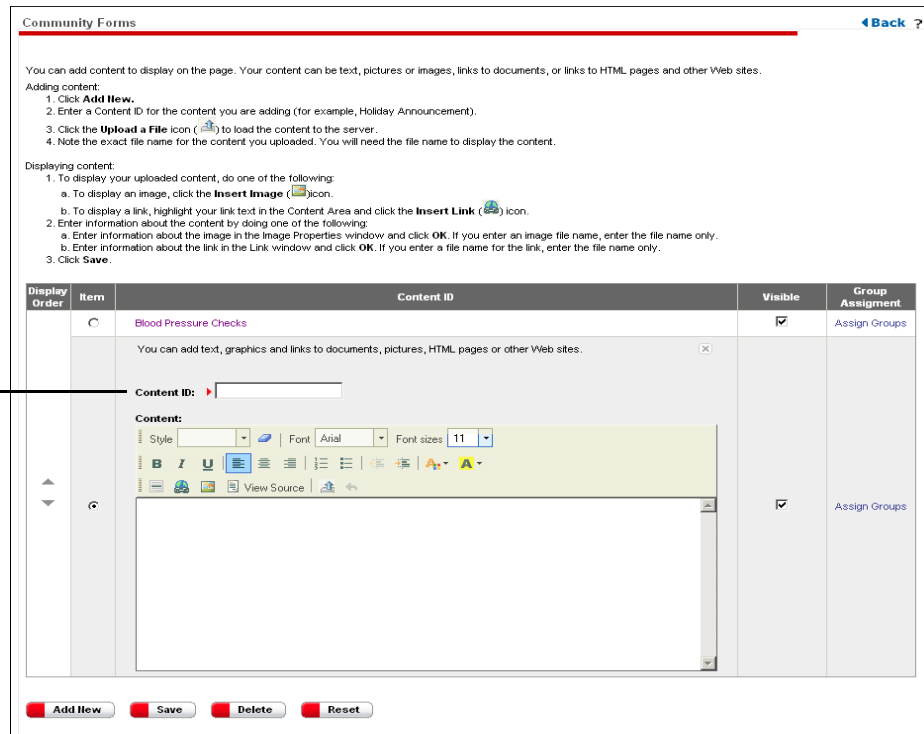 Community Forms
Back ?
You can add content to display on the page. Your content can be text, pictures or images, links to documents, or links to HTML pages and other Web sites.
Adding content:
1. Click Add New.
2. Enter a Content ID for the content you are adding (for example, Holiday Announcement).
3. Click the Upload a File icon ( ) to load the content to the server.
4. Note the exact file name for the content you uploaded. You will need the file name to display the content.
Displaying content:
1. To display your uploaded content, do one of the following:
a. To display an image, click the Insert Image ( )icon.
b. To display a link, highlight your link text in the Content Area and click the Insert Link ( ) icon.
2. Enter information about the content by doing one of the following:
a. Enter information about the image in the Image Properties window and click OK. If you enter an image file name, enter the file name only.
b. Enter information about the link in the Link window and click OK. If you enter a file name for the link, enter the file name only.
3. Click Save.
Display Order Item Content ID Visible Group Assigment
Blood Pressure Checks Assign Groups
You can add text, graphics and links to documents, pictures, HTML pages or other Web sites.
Content ID:
Content:
Style Font Arial Font sizes 11
B I U A A
View Source
Assign Groups
Add New Save Delete Reset